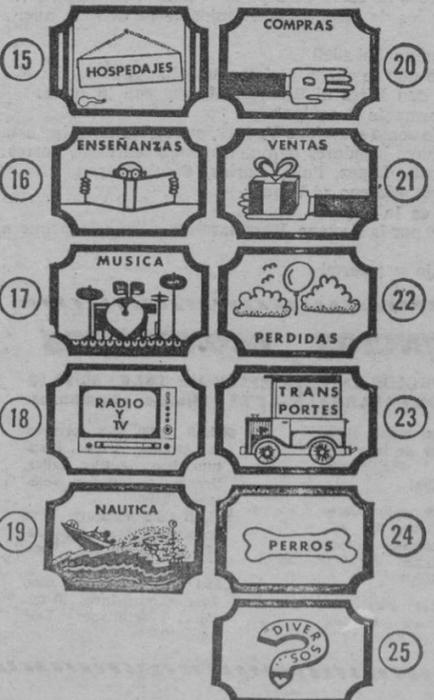 15
HOSPEDAJES
COMPRAS
20
16
ENSEÑANZAS
VENTAS
21
17
MUSICA
22
PERDIDAS
18
RADIO
Y
TV
TRANS
PORTES
23
19
NAUTICA
PERROS
24
DIVER
SOS
25